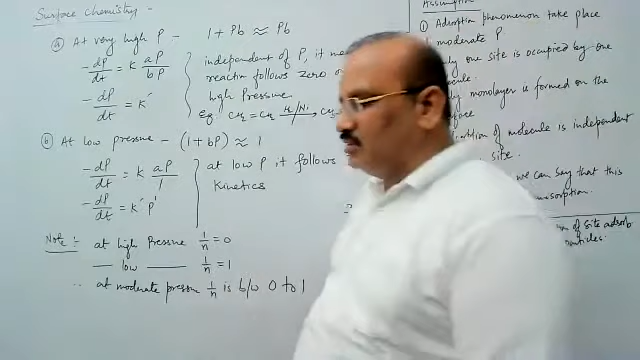 Surface chemistry -
(a) At very high P - 1 + Pb ≈ Pb
-dP/dt = K aP/bP
-dP/dt = K'
independent of P, it
reaction follows zero
high Pressure
eg CH2 = CH2 H2/Ni
(b) At low pressure - (1 + bP) ≈ 1
-dP/dt = K aP/1
-dP/dt = K' P'
at low P it follows
Kinetics
Note :- at high Pressure 1/n = 0
— low — 1/n = 1
∴ at moderate pressure 1/n is b/w 0 to 1
Assumption
① Adsorption phenomenon take place
moderate P.
one site is occupied by one
monolayer is formed on the
of molecule is independent
site.
we can say that this
of site adsorb